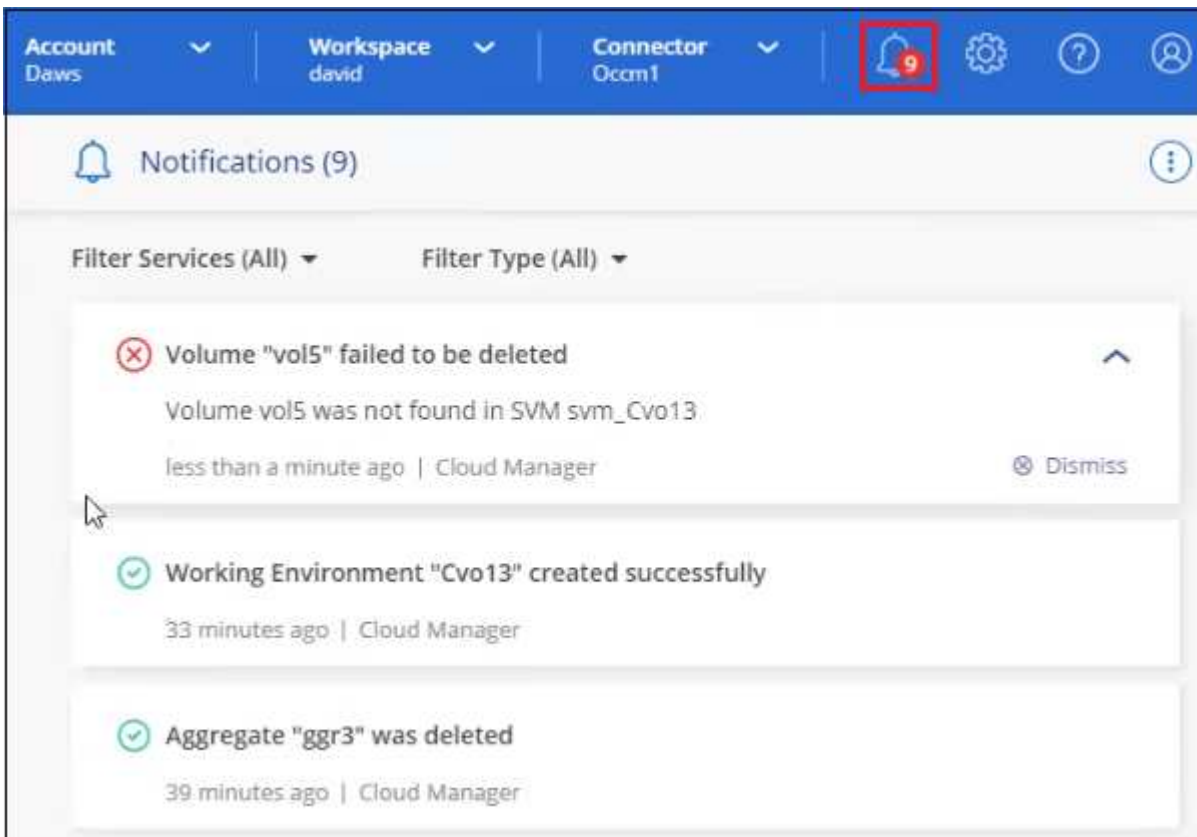 Account
Daws
Workspace
david
Connector
Occm1
9
?
Notifications (9)
Filter Services (All)
Filter Type (All)
Volume "vol5" failed to be deleted
Volume vol5 was not found in SVM svm_Cvo13
less than a minute ago | Cloud Manager
Dismiss
Working Environment "Cvo13" created successfully
33 minutes ago | Cloud Manager
Aggregate "ggr3" was deleted
39 minutes ago | Cloud Manager